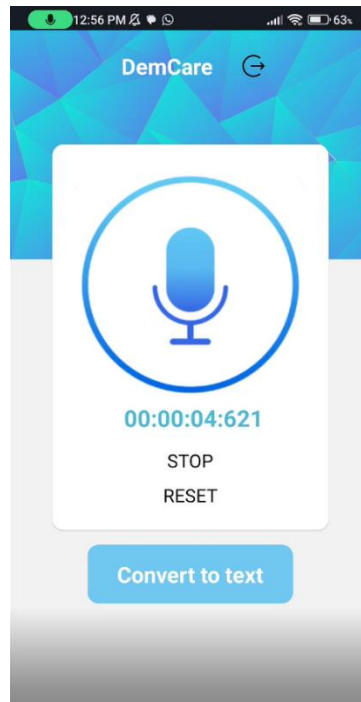 12:56 PM 63%
DemCare
00:00:04:621
STOP
RESET
Convert to text